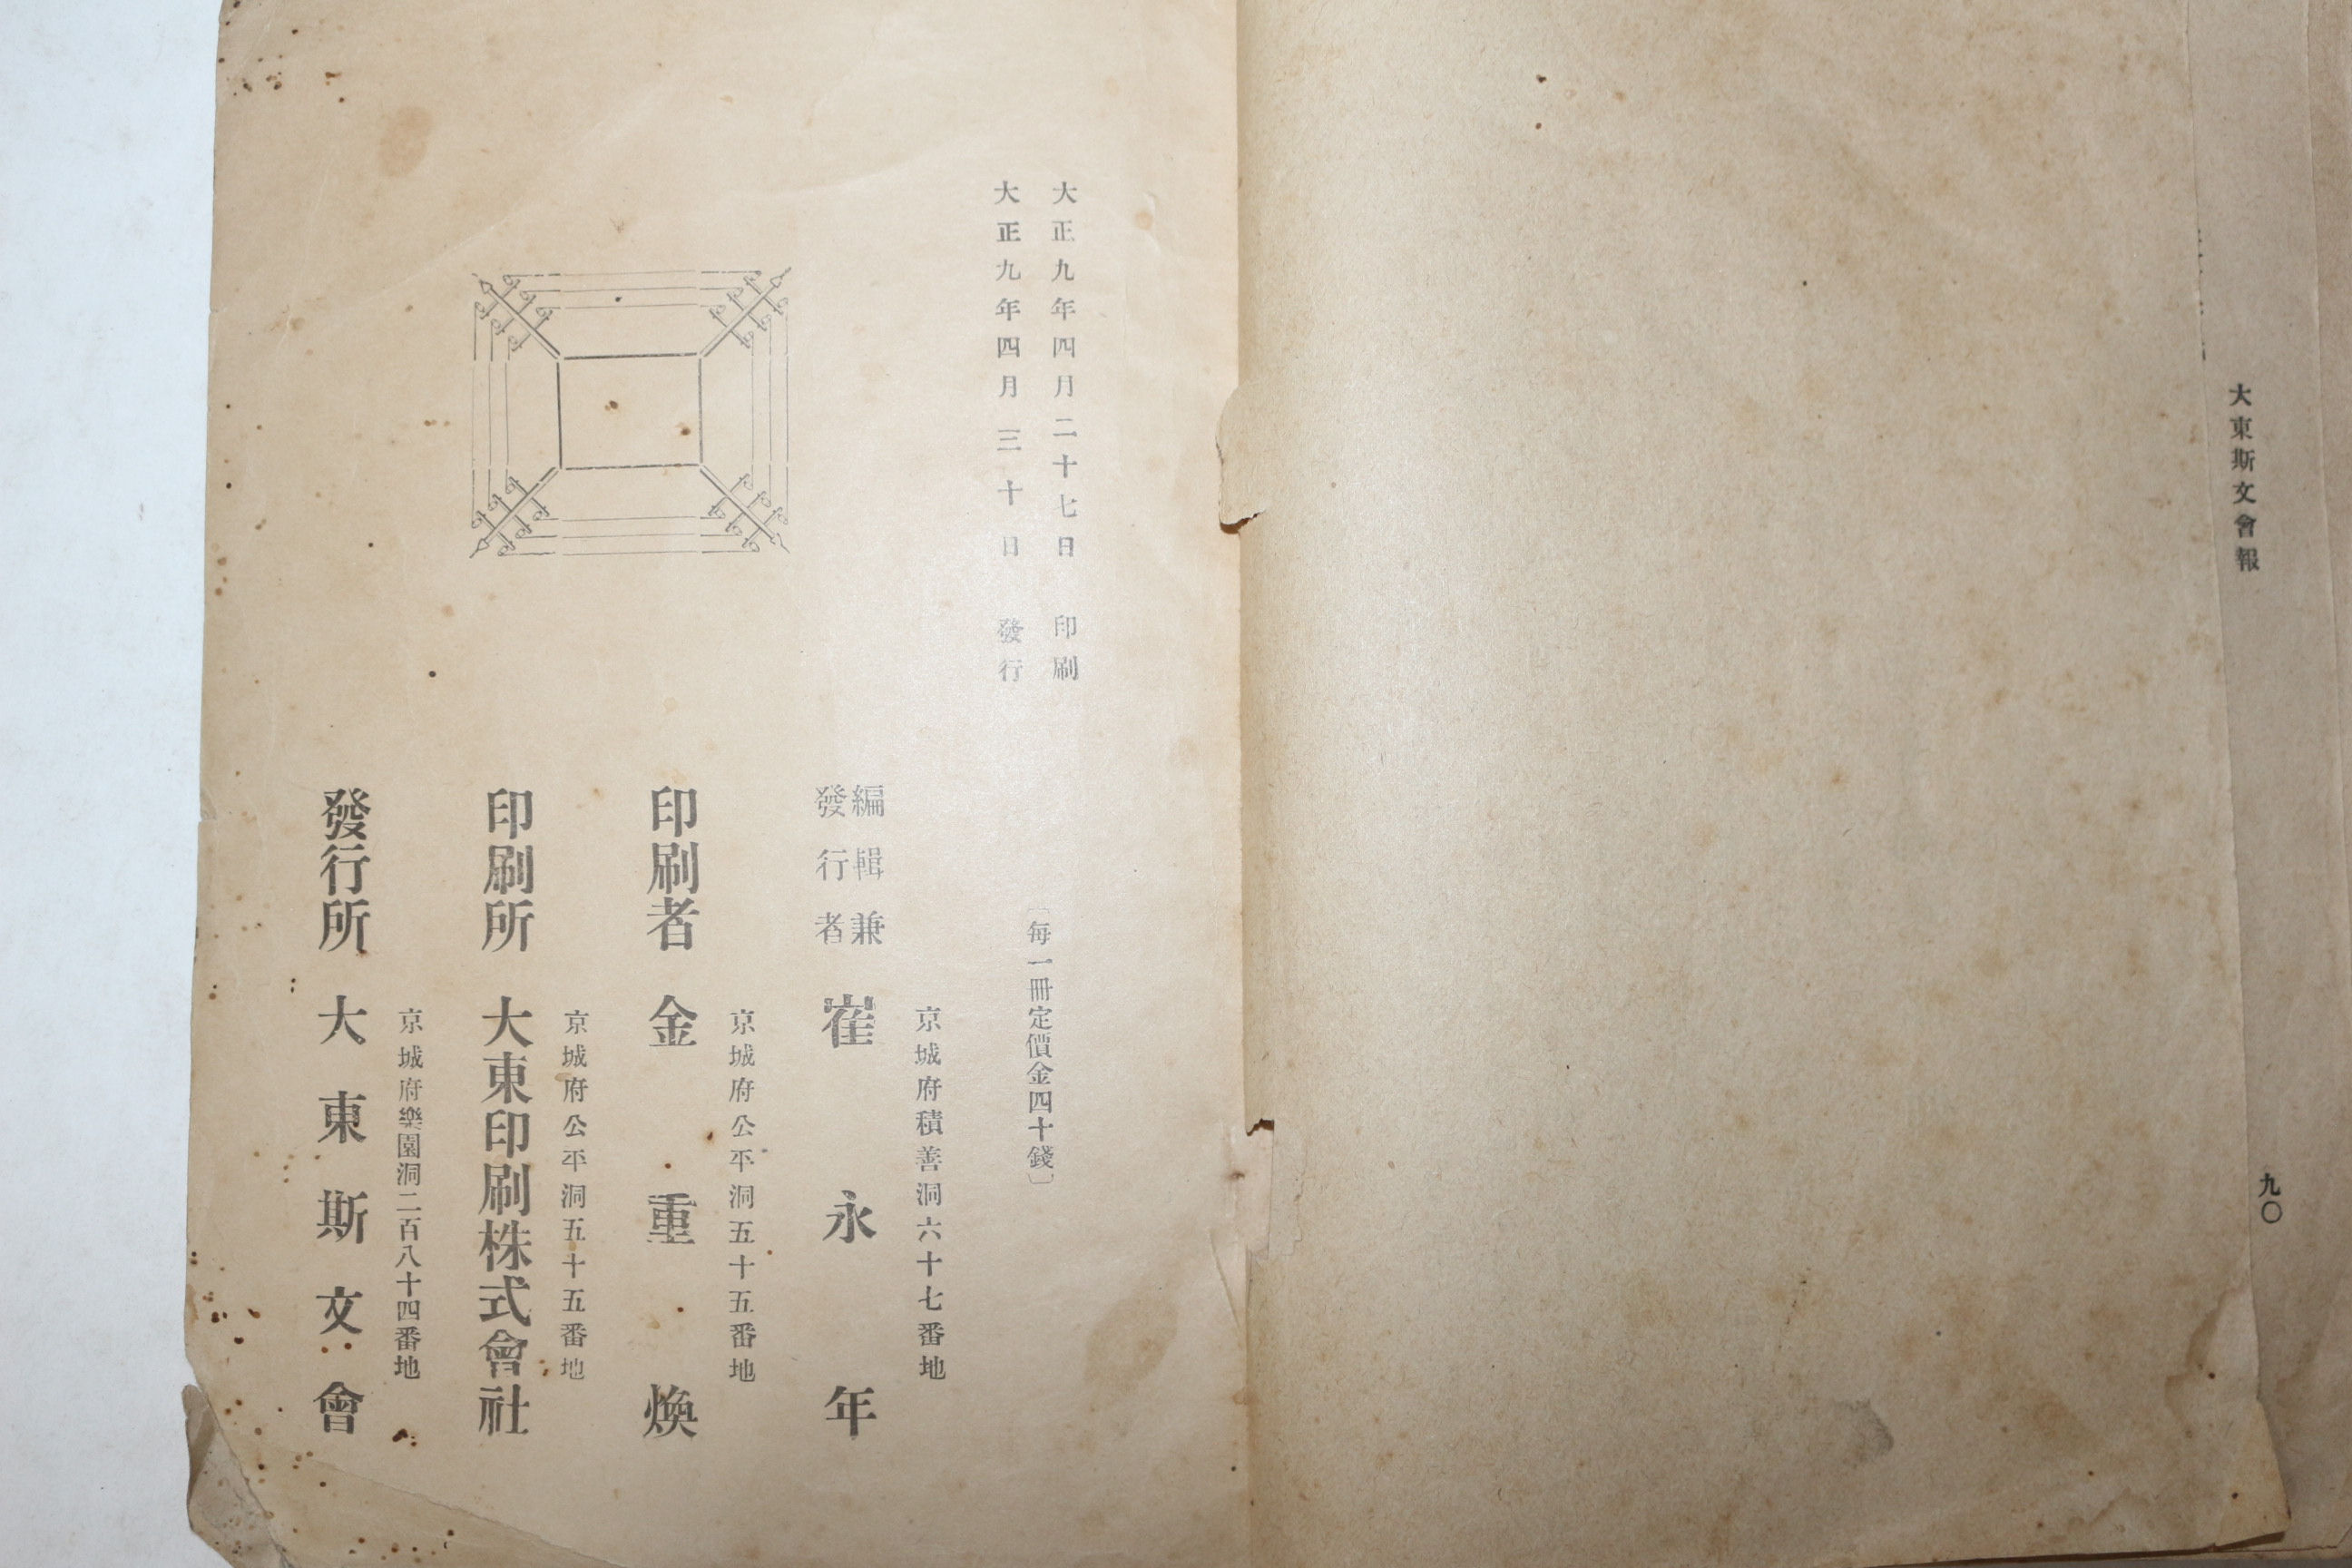 大東斯文會報
九〇
大正九年四月二十七日 印刷
大正九年四月三十日 發行
〔每一冊定價金四十錢〕
京城府積善洞六十七番地
編輯兼
發行者
崔永年
京城府公平洞五十五番地
印刷者 金重煥
京城府公平洞五十五番地
印刷所 大東印刷株式會社
京城府樂園洞二百八十四番地
發行所 大東斯文會